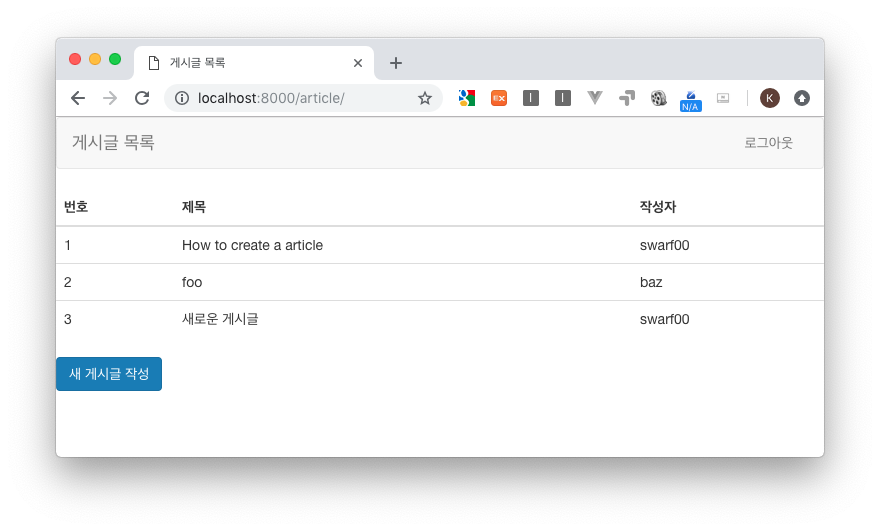 게시글 목록
localhost:8000/article/
EX
N/A
K
게시글 목록 로그아웃
번호 제목 작성자
1 How to create a article swarf00
2 foo baz
3 새로운 게시글 swarf00
새 게시글 작성